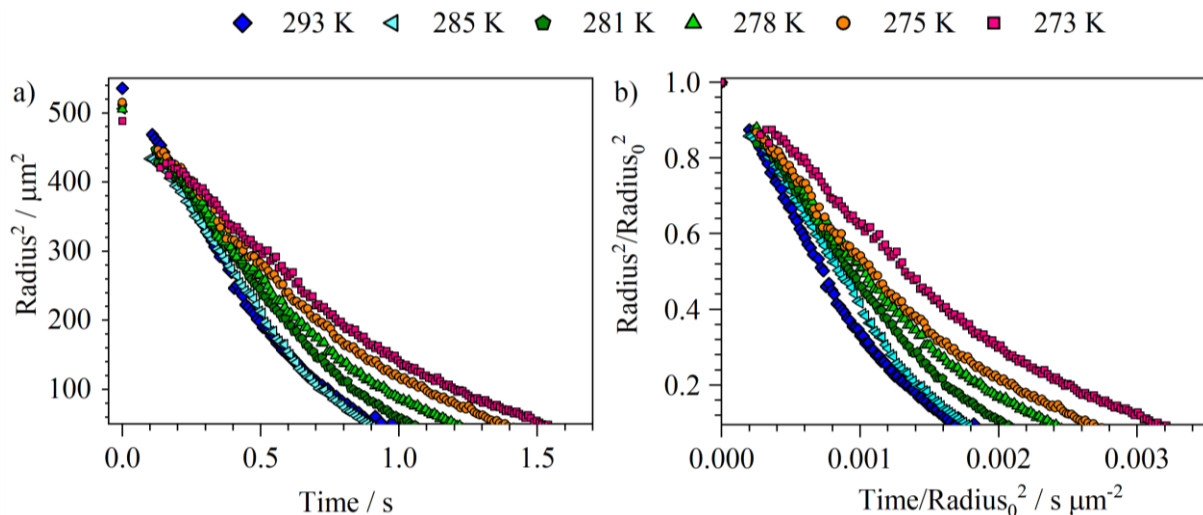 293 K 285 K 281 K 278 K 275 K 273 K
a)
500
400
300
200
100
Radius² / μm²
0.0 0.5 1.0 1.5
Time / s
b)
1.0
0.8
0.6
0.4
0.2
Radius²/Radius₀²
0.000 0.001 0.002 0.003
Time/Radius₀² / s μm⁻²